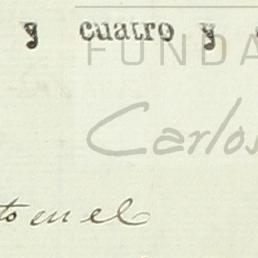 y cuatro y
FUNDA
Carlos
to en el